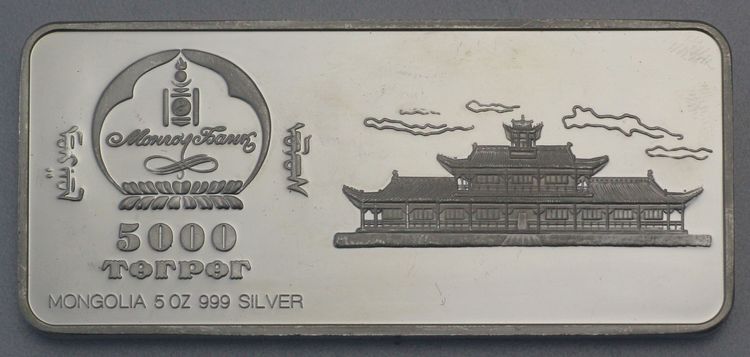 Монгол Банк
5000
Төгрөг
MONGOLIA 5 OZ 999 SILVER